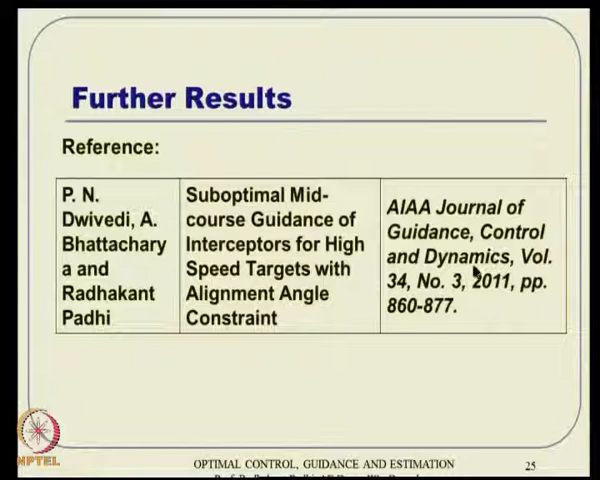 Further Results
Reference:
P. N.
Dwivedi, A.
Bhattachary
a and
Radhakant
Padhi
Suboptimal Mid-
course Guidance of
Interceptors for High
Speed Targets with
Alignment Angle
Constraint
AIAA Journal of
Guidance, Control
and Dynamics, Vol.
34, No. 3, 2011, pp.
860-877.
NPTEL
OPTIMAL CONTROL, GUIDANCE AND ESTIMATION
25